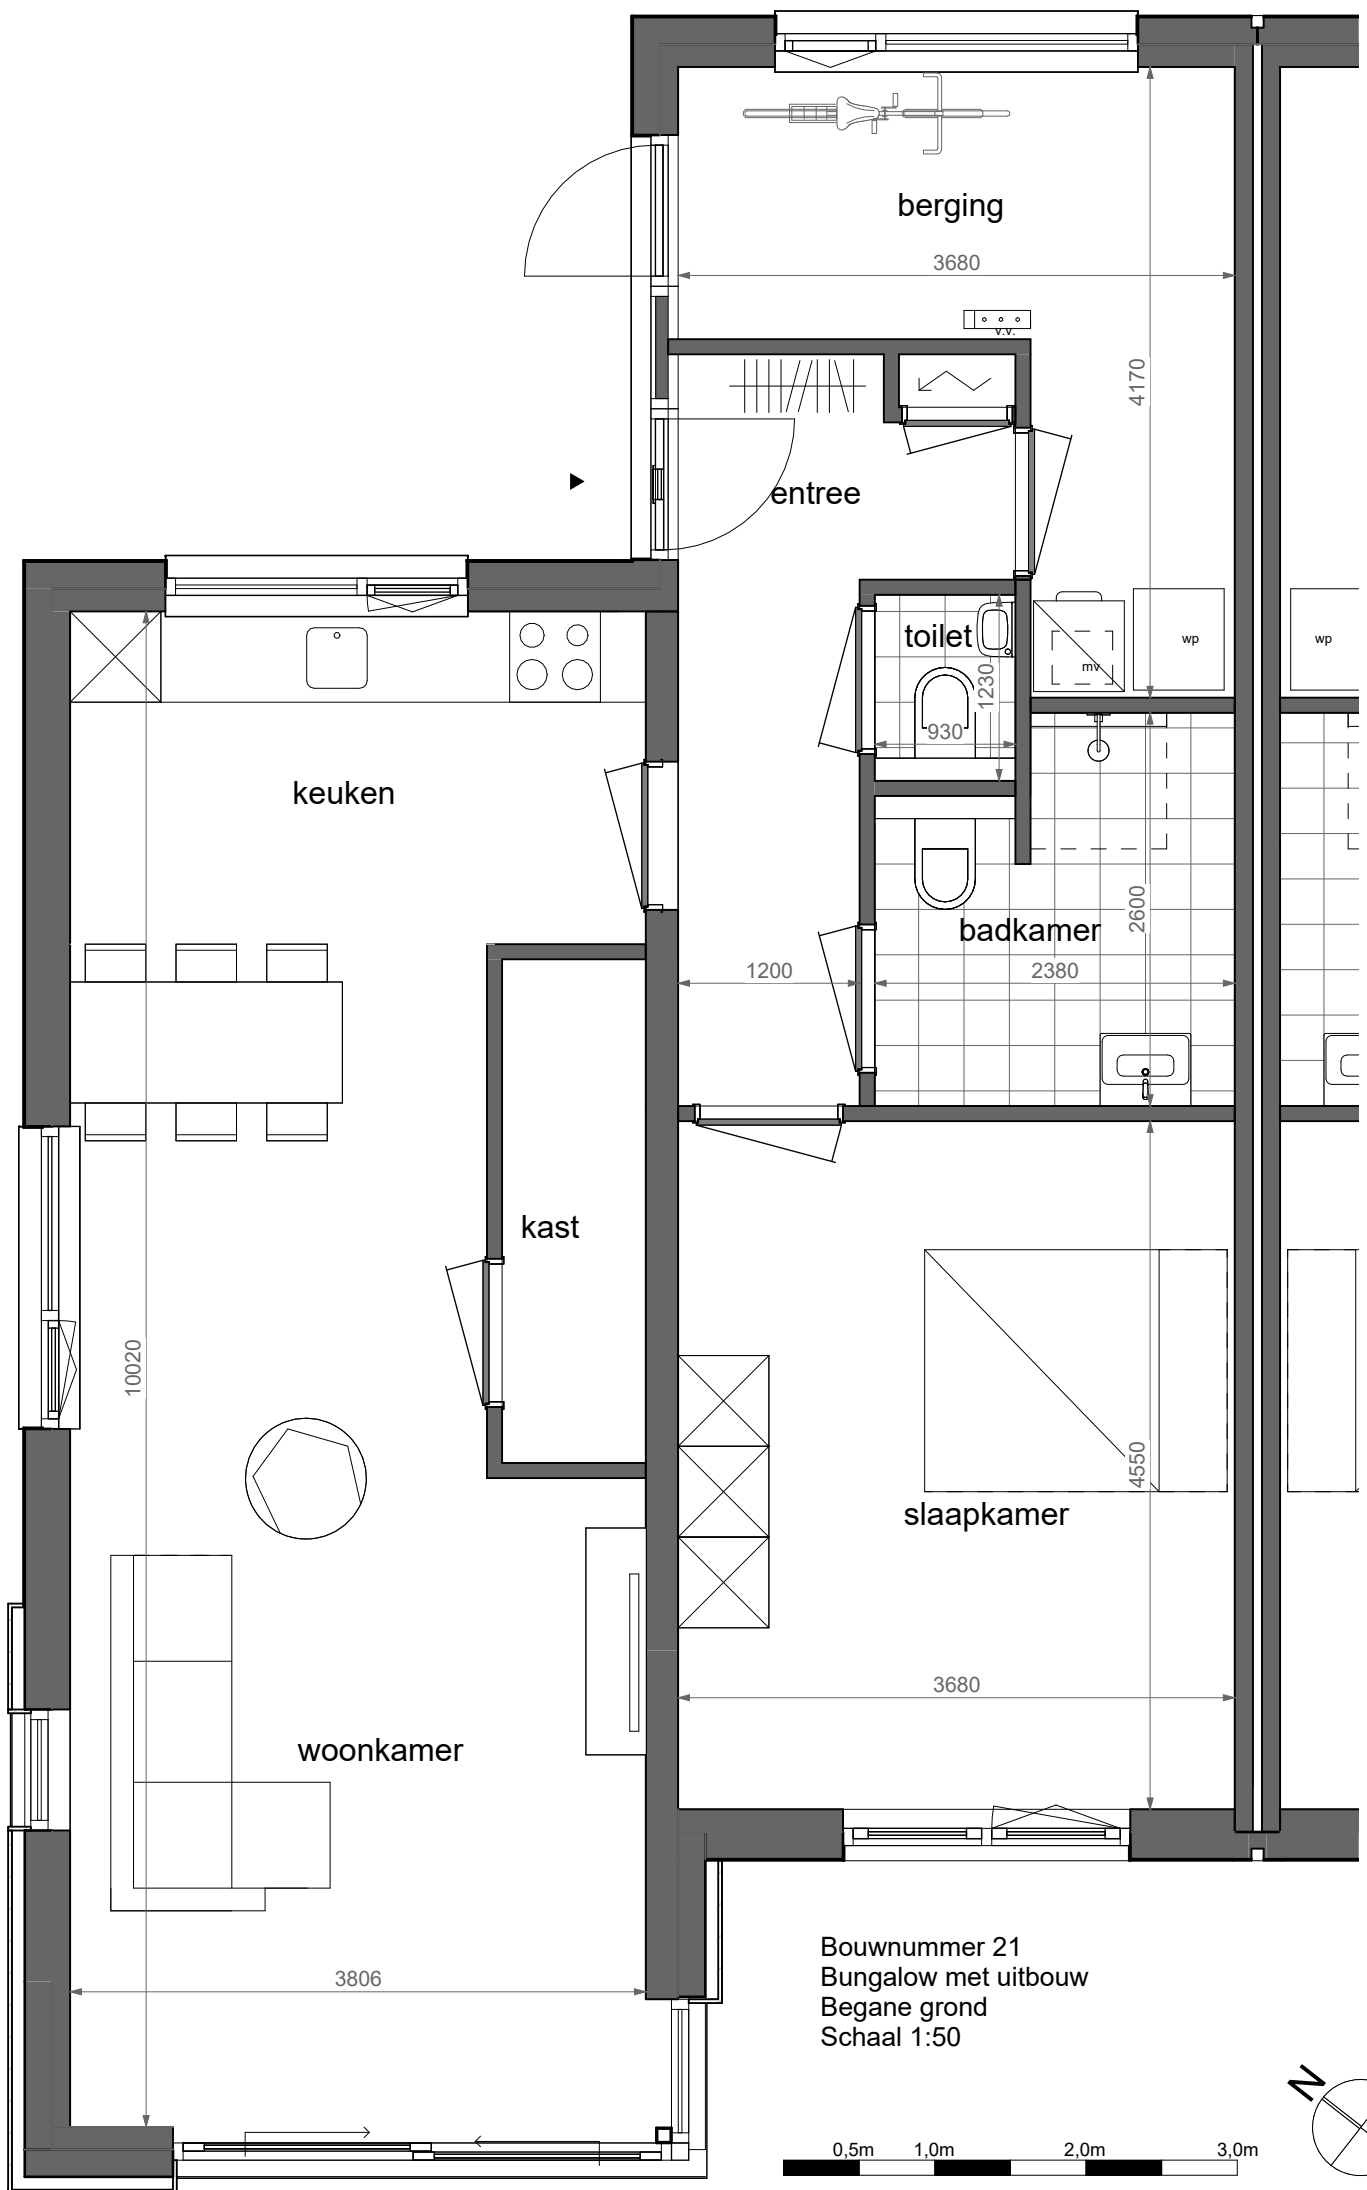 berging
3680
v.v.
4170
entree
toilet
1230
930
mv
wp
wp
keuken
badkamer
2600
1200
2380
kast
10020
4550
slaapkamer
3680
woonkamer
3806
Bouwnummer 21
Bungalow met uitbouw
Begane grond
Schaal 1:50
N
0,5m 1,0m 2,0m 3,0m